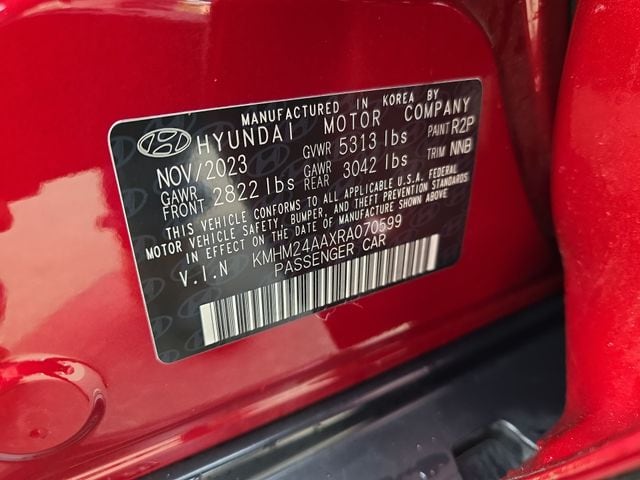 MANUFACTURED IN KOREA BY
HYUNDAI MOTOR COMPANY
NOV/2023 GVWR 5313 lbs PAINT R2P
GAWR FRONT 2822 lbs GAWR REAR 3042 lbs TRIM NNB
THIS VEHICLE CONFORMS TO ALL APPLICABLE U.S.A. FEDERAL
MOTOR VEHICLE SAFETY, BUMPER, AND THEFT PREVENTION STANDARDS
IN EFFECT ON THE DATE OF MANUFACTURE SHOWN ABOVE.
V.I.N KMHM24AAXRA070599
PASSENGER CAR